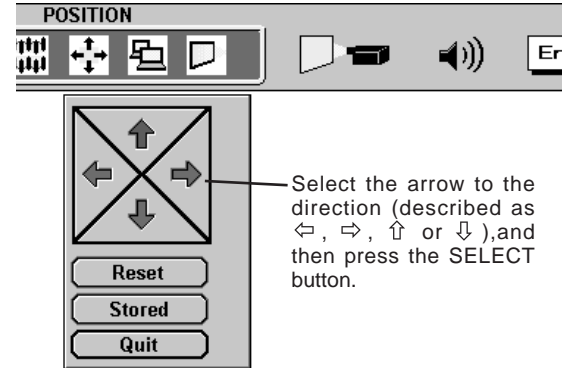 POSITION
Er
Select the arrow to the
direction (described as
⇦ , ⇨ , ⇧ or ⇩ ),and
then press the SELECT
button.
Reset
Stored
Quit